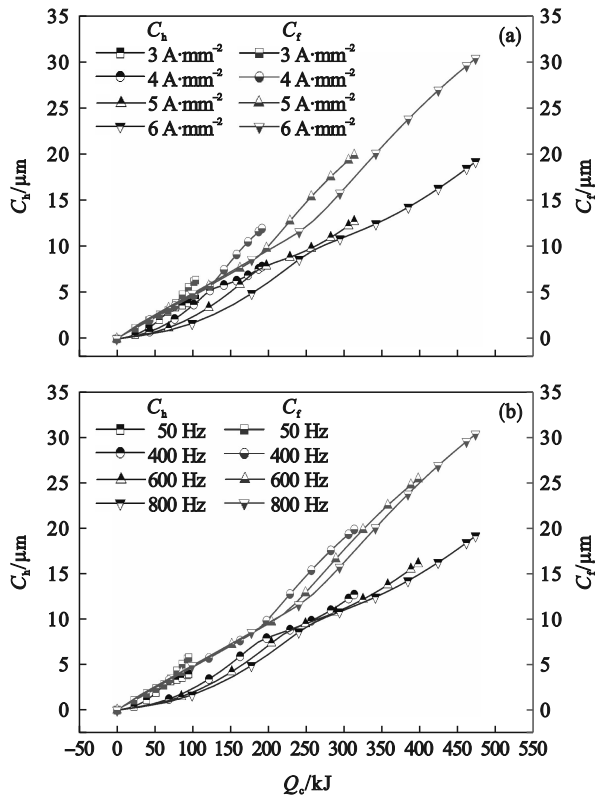 35
30
25
20
15
10
5
0
C_h/μm
C_h C_f
3 A·mm⁻² 3 A·mm⁻²
4 A·mm⁻² 4 A·mm⁻²
5 A·mm⁻² 5 A·mm⁻²
6 A·mm⁻² 6 A·mm⁻²
(a)
35
30
25
20
15
10
5
0
C_f/μm
35
30
25
20
15
10
5
0
C_h/μm
C_h C_f
50 Hz 50 Hz
400 Hz 400 Hz
600 Hz 600 Hz
800 Hz 800 Hz
(b)
35
30
25
20
15
10
5
0
C_f/μm
−50 0 50 100 150 200 250 300 350 400 450 500 550
Q_c/kJ